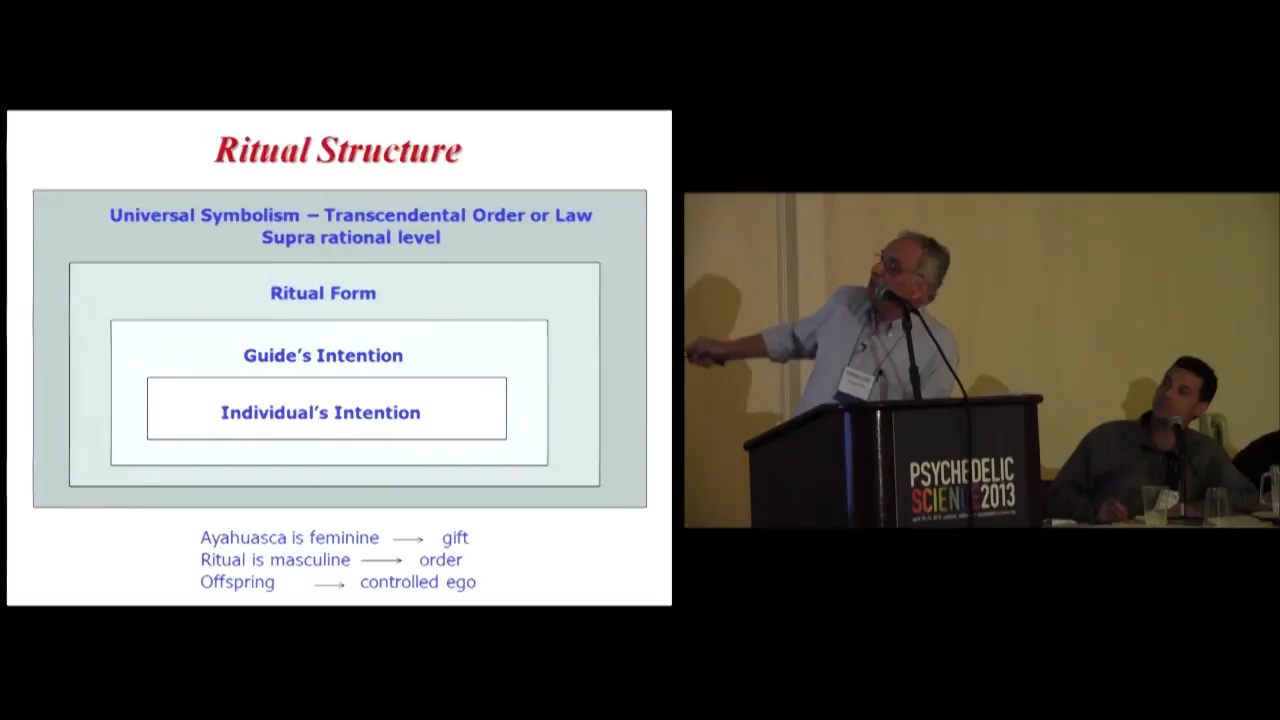 Ritual Structure
Universal Symbolism – Transcendental Order or Law
Supra rational level
Ritual Form
Guide's Intention
Individual's Intention
Ayahuasca is feminine → gift
Ritual is masculine → order
Offspring → controlled ego
PSYCHEDELIC
SCIENCE 2013